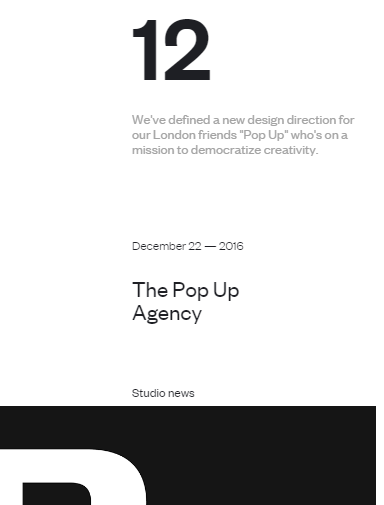 12
We've defined a new design direction for
our London friends "Pop Up" who's on a
mission to democratize creativity.
December 22 — 2016
The Pop Up
Agency
Studio news